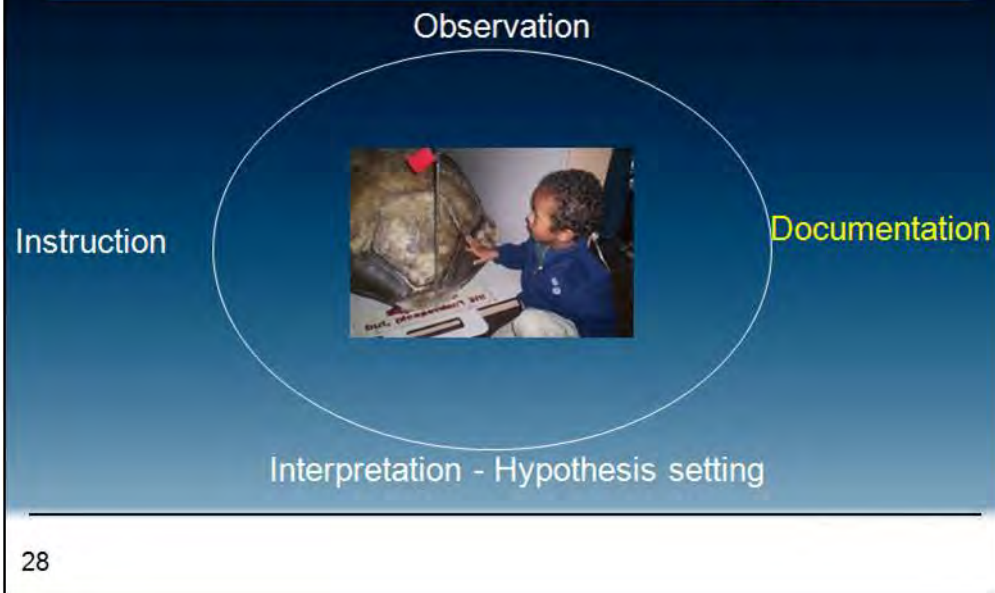 Observation
Instruction
Documentation
Interpretation - Hypothesis setting
28